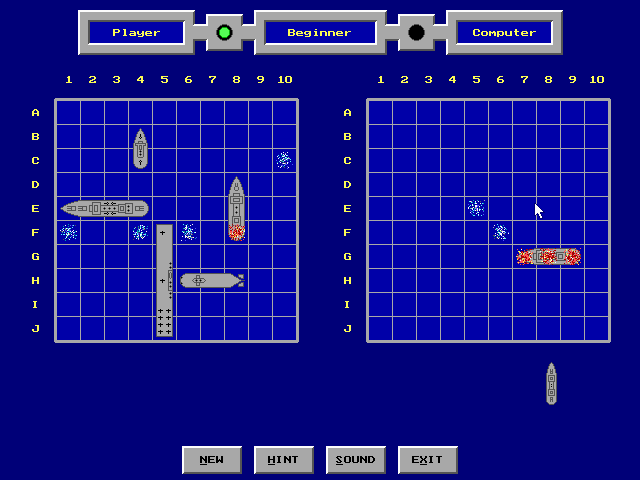 Player Beginner Computer
1 2 3 4 5 6 7 8 9 10 1 2 3 4 5 6 7 8 9 10
A A
B B
C C
D D
E E
F F
G G
H H
I I
J J
NEW HINT SOUND EXIT